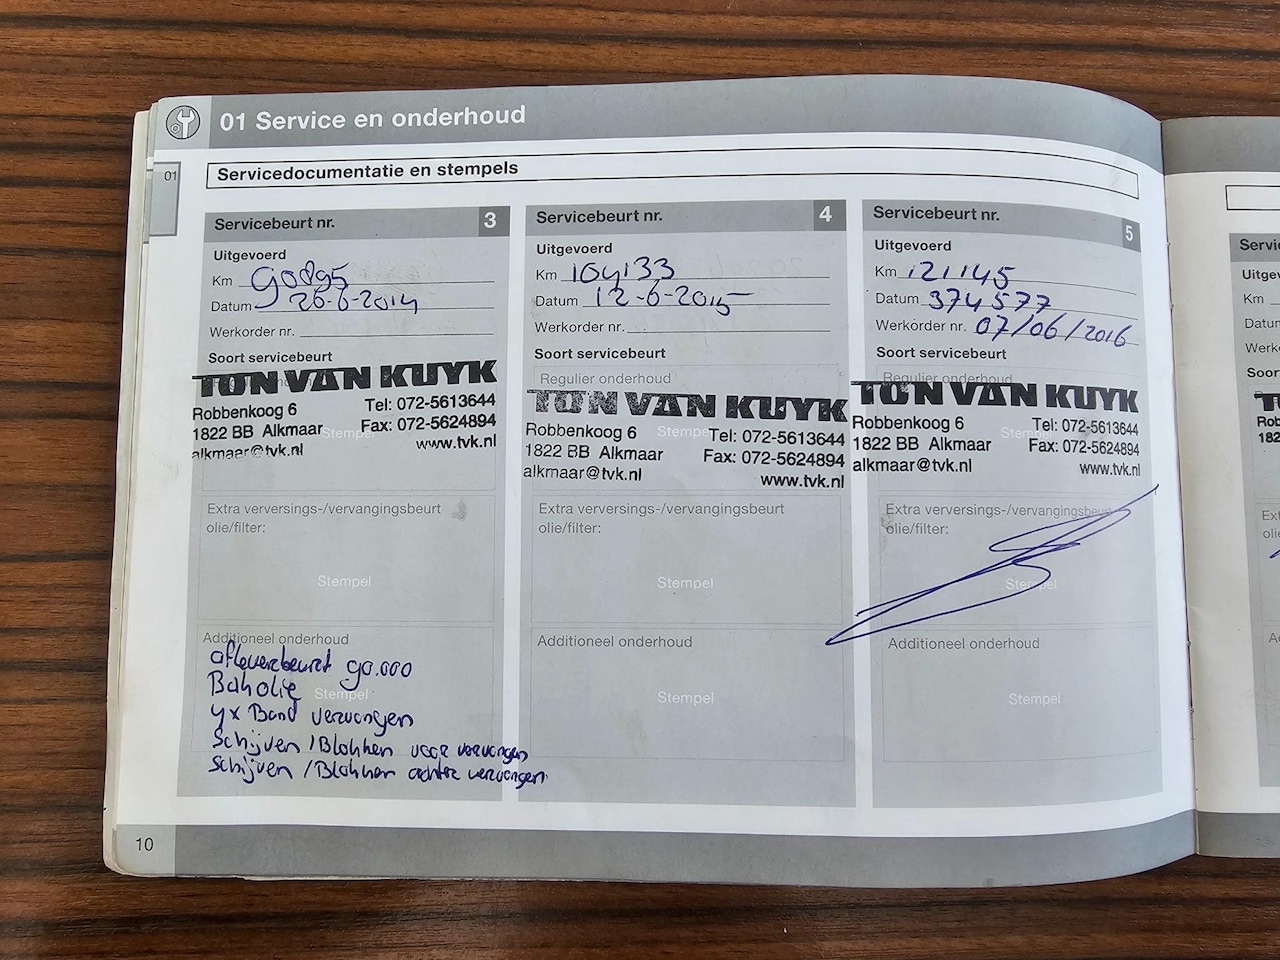 01 Service en onderhoud
01
Servicedocumentatie en stempels
Servicebeurt nr. 3
Uitgevoerd
Km 90895
Datum 26-6-2014
Werkorder nr.
Soort servicebeurt
TON VAN KUYK
Robbenkoog 6 Tel: 072-5613644
1822 BB Alkmaar Fax: 072-5624894
alkmaar@tvk.nl www.tvk.nl
Stempel
Extra verversings-/vervangingsbeurt
olie/filter:
Stempel
Additioneel onderhoud
afleverbeurt 90.000
Stempel
4x Band vervangen
Schijven / Blokken voor vervangen
Schijven / Blokken achter vervangen
Servicebeurt nr. 4
Uitgevoerd
Km 104133
Datum 12-6-2015
Werkorder nr.
Soort servicebeurt
Regulier onderhoud
TON VAN KUYK
Stempel
Robbenkoog 6 Tel: 072-5613644
1822 BB Alkmaar Fax: 072-5624894
alkmaar@tvk.nl www.tvk.nl
Extra verversings-/vervangingsbeurt
olie/filter:
Stempel
Additioneel onderhoud
Stempel
Servicebeurt nr. 5
Uitgevoerd
Km 121145
Datum 374577
Werkorder nr. 07/06/2016
Soort servicebeurt
Regulier onderhoud
TON VAN KUYK
Stempel
Robbenkoog 6 Tel: 072-5613644
1822 BB Alkmaar Fax: 072-5624894
alkmaar@tvk.nl www.tvk.nl
Extra verversings-/vervangingsbeurt
olie/filter:
Stempel
Additioneel onderhoud
Stempel
10
Km